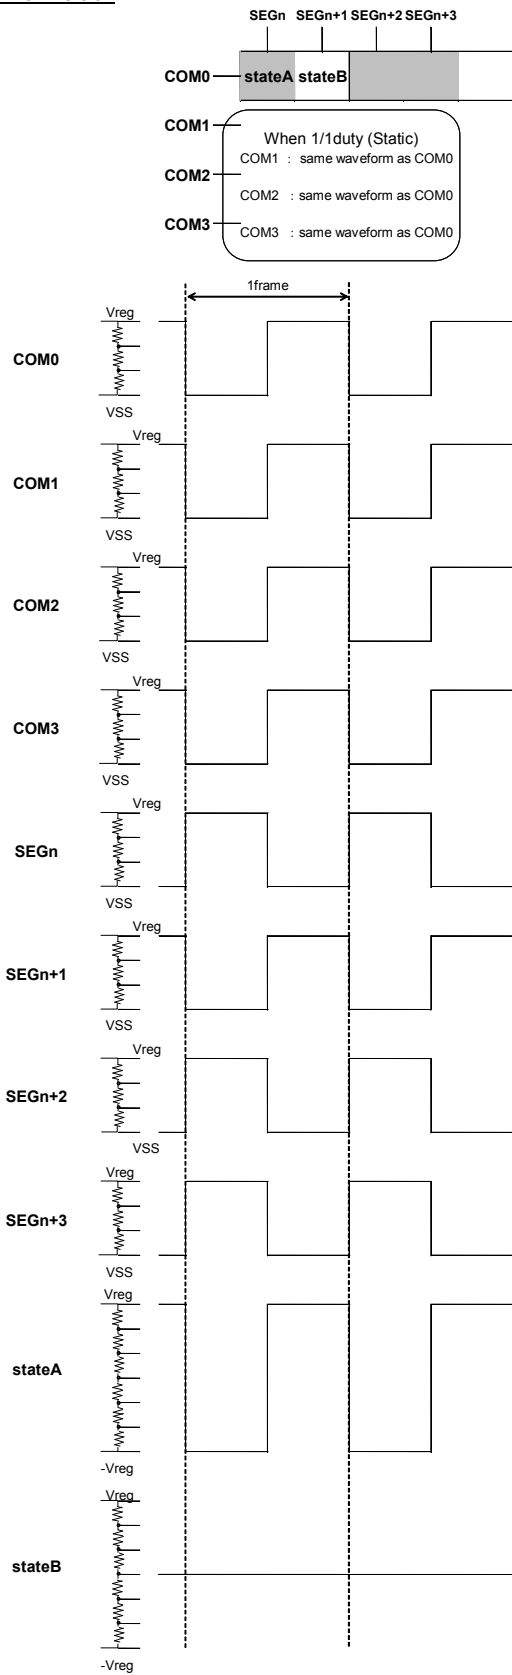 SEGn SEGn+1 SEGn+2 SEGn+3
COM0 stateA stateB
COM1
COM2
COM3
When 1/1duty (Static)
COM1 : same waveform as COM0
COM2 : same waveform as COM0
COM3 : same waveform as COM0
1frame
Vreg
COM0
VSS
Vreg
COM1
VSS
Vreg
COM2
VSS
Vreg
COM3
VSS
Vreg
SEGn
VSS
Vreg
SEGn+1
VSS
Vreg
SEGn+2
VSS
Vreg
SEGn+3
VSS
Vreg
stateA
-Vreg
Vreg
stateB
-Vreg